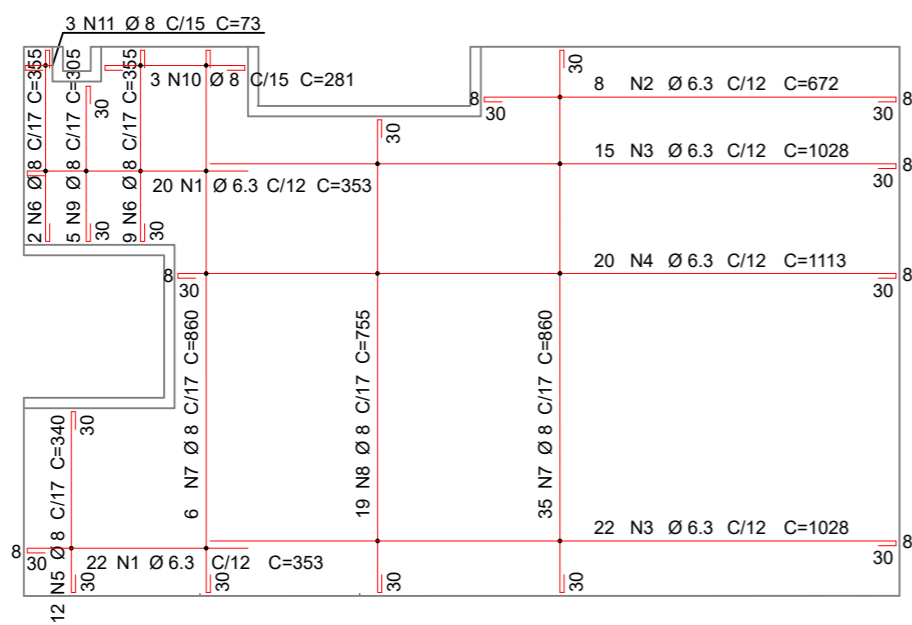 3 N11 Ø 8 C/15 C=73
3 N10 Ø 8 C/15 C=281
8 N2 Ø 6.3 C/12 C=672
8
30
30
8
30
2 N6 Ø 8 C/17 C=355
5 N9 Ø 8 C/17 C=305
30
9 N6 Ø 8 C/17 C=355
30
30
30
15 N3 Ø 6.3 C/12 C=1028
30
8
20 N1 Ø 6.3 C/12 C=353
20 N4 Ø 6.3 C/12 C=1113
8
30
30
8
6 N7 Ø 8 C/17 C=860
19 N8 Ø 8 C/17 C=755
35 N7 Ø 8 C/17 C=860
12 N5 Ø 8 C/17 C=340
30
22 N3 Ø 6.3 C/12 C=1028
30
8
8
30
22 N1 Ø 6.3 C/12 C=353
30
30
30
30